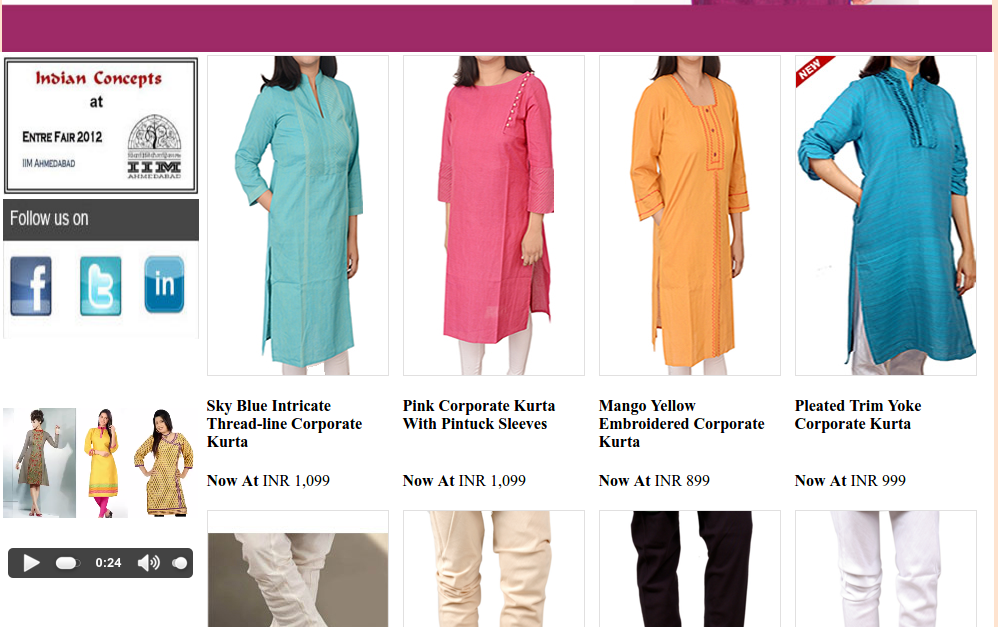 Indian Concepts
at
ENTRE FAIR 2012
IIM AHMEDABAD
IIM
AHMEDABAD
Follow us on
f
t
in
NEW
Sky Blue Intricate
Thread-line Corporate
Kurta
Now At INR 1,099
Pink Corporate Kurta
With Pintuck Sleeves
Now At INR 1,099
Mango Yellow
Embroidered Corporate
Kurta
Now At INR 899
Pleated Trim Yoke
Corporate Kurta
Now At INR 999
0:24